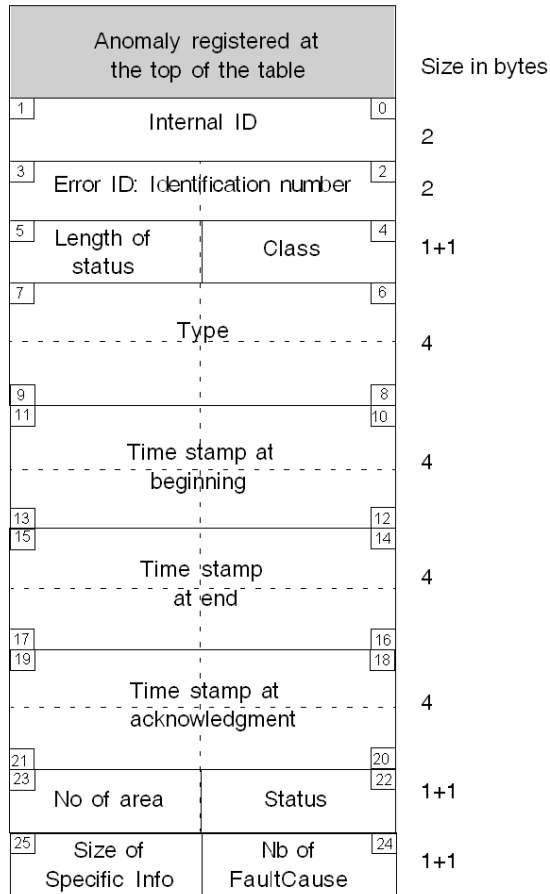 Anomaly registered at
the top of the table
Size in bytes
1 0
Internal ID
2
3 2
Error ID: Identification number
2
5 4
Length of
status
Class
1+1
7 6
Type
4
9 8
11 10
Time stamp at
beginning
4
13 12
15 14
Time stamp
at end
4
17 16
19 18
Time stamp at
acknowledgment
4
21 20
23 22
No of area
Status
1+1
25 24
Size of
Specific Info
Nb of
FaultCause
1+1